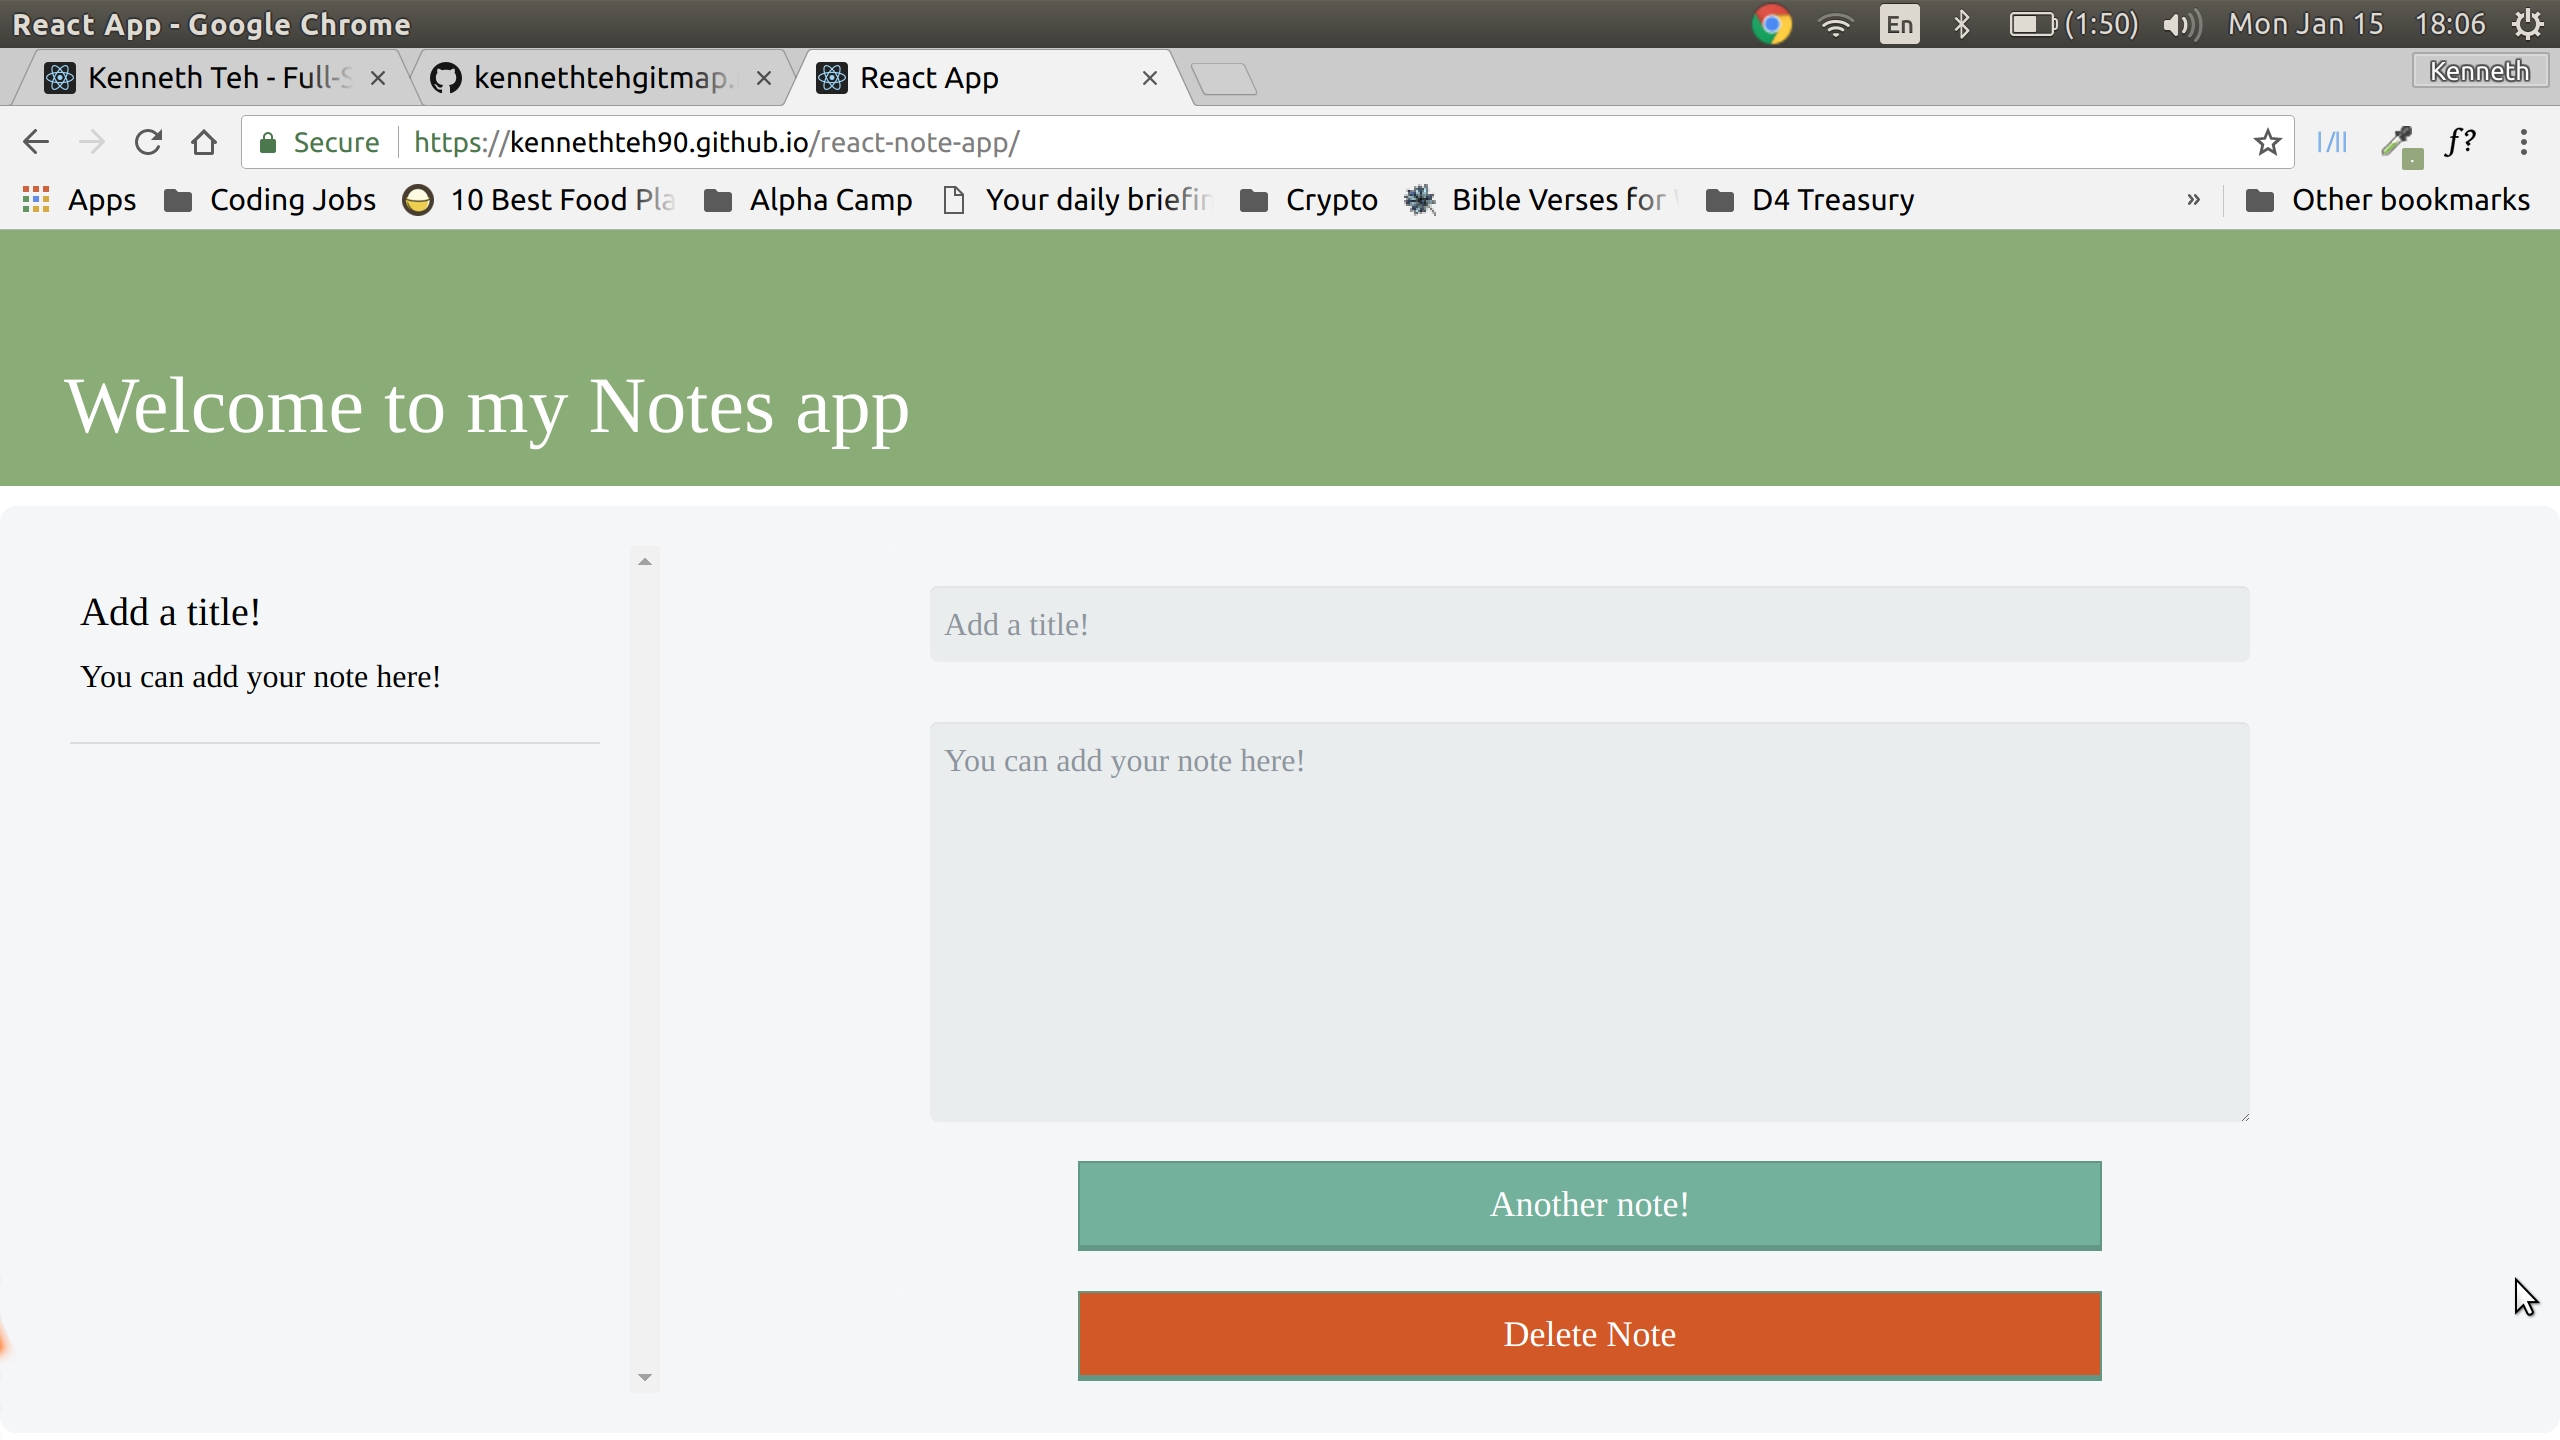 React App - Google Chrome
En (1:50) Mon Jan 15 18:06
Kenneth Teh - Full-S kennethtehgitmap. React App Kenneth
Secure https://kennethteh90.github.io/react-note-app/ f?
Apps Coding Jobs 10 Best Food Pla Alpha Camp Your daily briefin Crypto Bible Verses for D4 Treasury » Other bookmarks
Welcome to my Notes app
Add a title!
You can add your note here!
Add a title!
You can add your note here!
Another note!
Delete Note